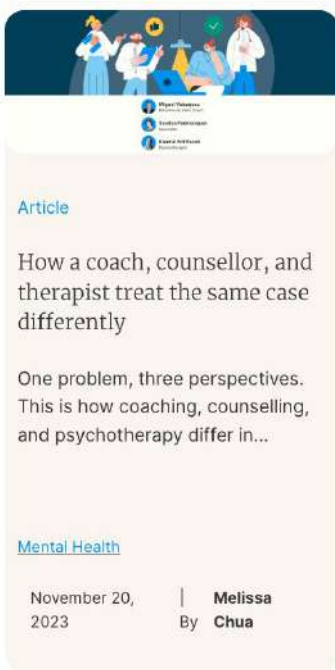 Article
How a coach, counsellor, and
therapist treat the same case
differently
One problem, three perspectives.
This is how coaching, counselling,
and psychotherapy differ in...
Mental Health
November 20, | Melissa
2023 By Chua